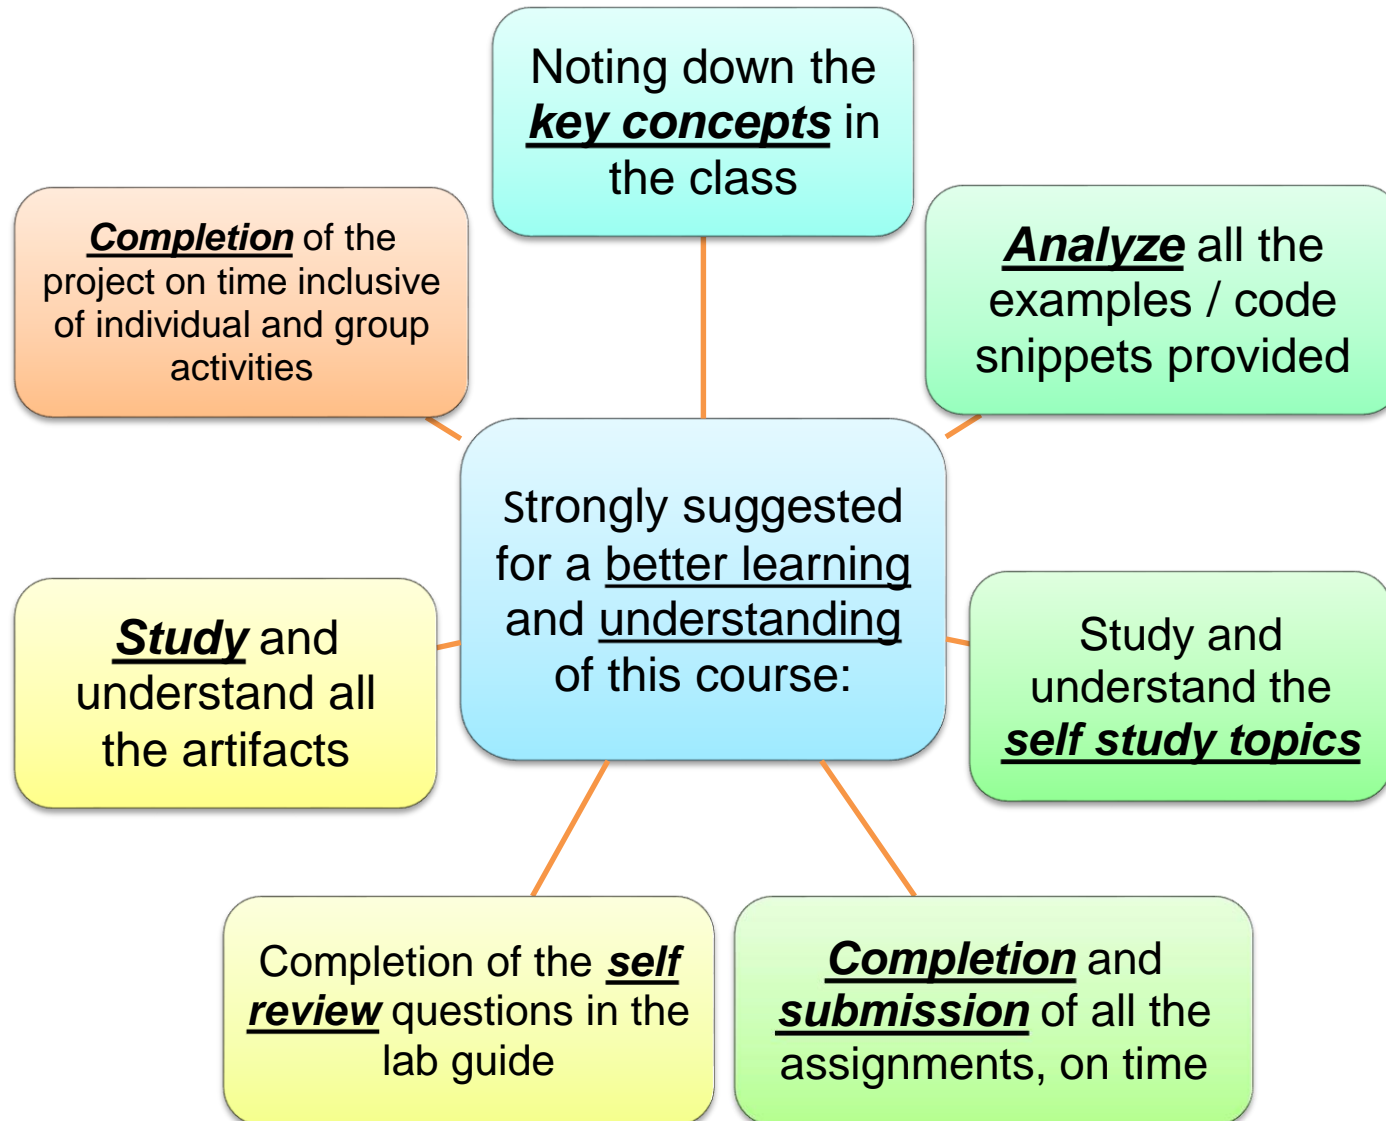 Noting down the
key concepts in
the class
Completion of the
project on time inclusive
of individual and group
activities
Analyze all the
examples / code
snippets provided
Strongly suggested
for a better learning
and understanding
of this course:
Study and
understand all
the artifacts
Study and
understand the
self study topics
Completion of the self
review questions in the
lab guide
Completion and
submission of all the
assignments, on time